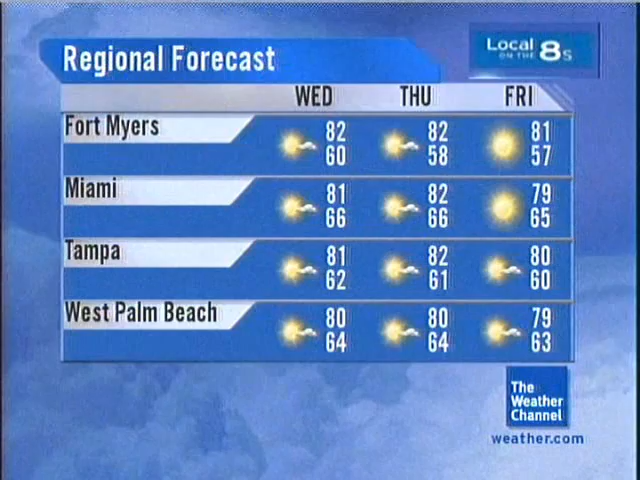 Regional Forecast
Local
ON THE 8s
WED THU FRI
Fort Myers
82 82 81
60 58 57
Miami
81 82 79
66 66 65
Tampa
81 82 80
62 61 60
West Palm Beach
80 80 79
64 64 63
The
Weather
Channel
weather.com